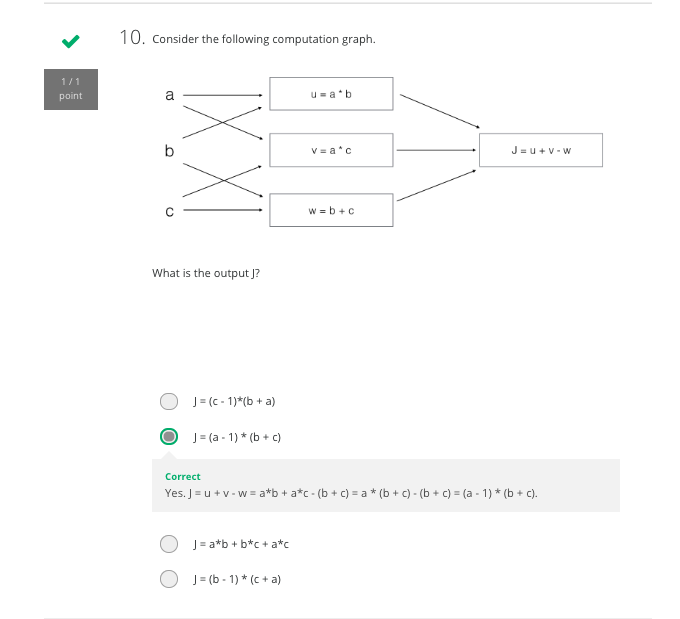 10. Consider the following computation graph.
1 / 1
point
a
u = a * b
b
v = a * c
J = u + v - w
c
w = b + c
What is the output J?
J = (c - 1)*(b + a)
J = (a - 1) * (b + c)
Correct
Yes. J = u + v - w = a*b + a*c - (b + c) = a * (b + c) - (b + c) = (a - 1) * (b + c).
J = a*b + b*c + a*c
J = (b - 1) * (c + a)